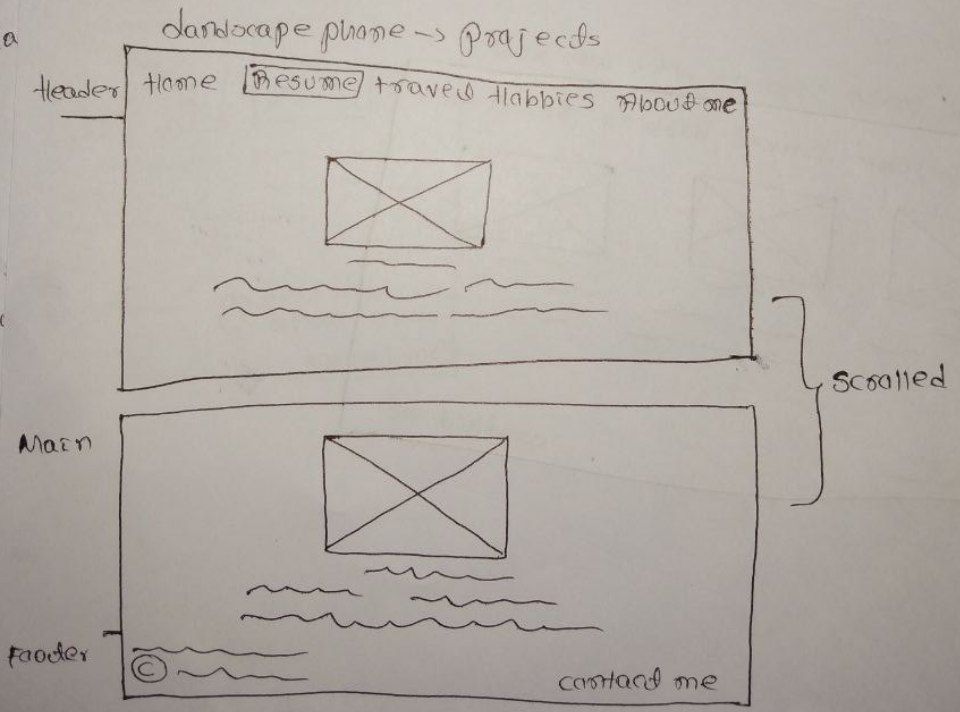 a
Landscape phone -> Projects
Header
Home Resume travel Hobbies About me
Scrolled
Main
Footer
©
contact me